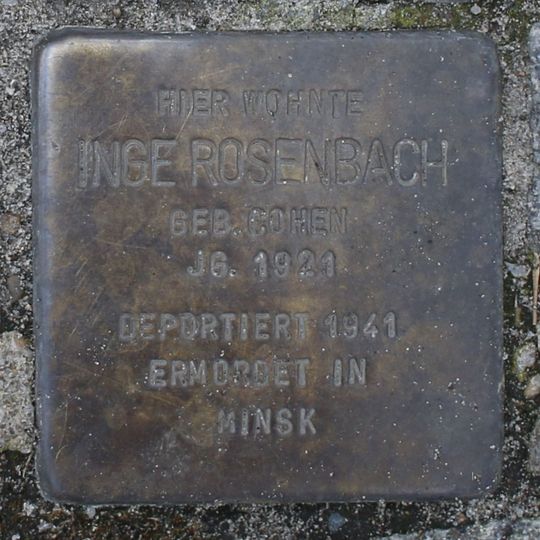 HIER WOHNTE
INGE ROSENBACH
GEB. COHEN
JG. 1921
DEPORTIERT 1941
ERMORDET IN
MINSK